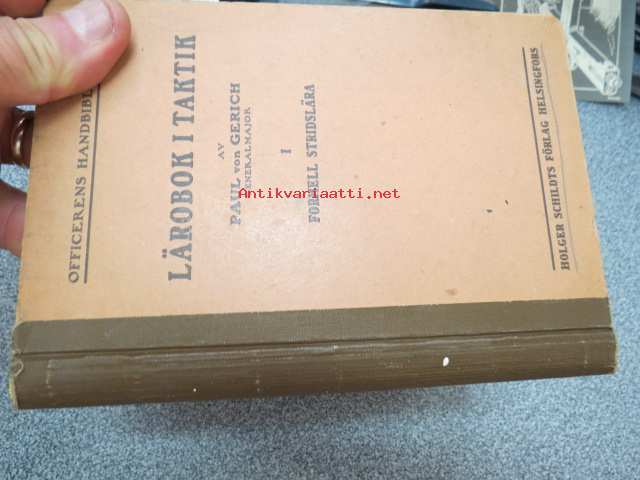 OFFICERENS HANDBIBL
LÄROBOK I TAKTIK
AV
PAUL von GERICH
GENERALMAJOR
I
FORMELL STRIDSLÄRA
HOLGER SCHILDTS FÖRLAG HELSINGFORS
Antikvariaatti.net